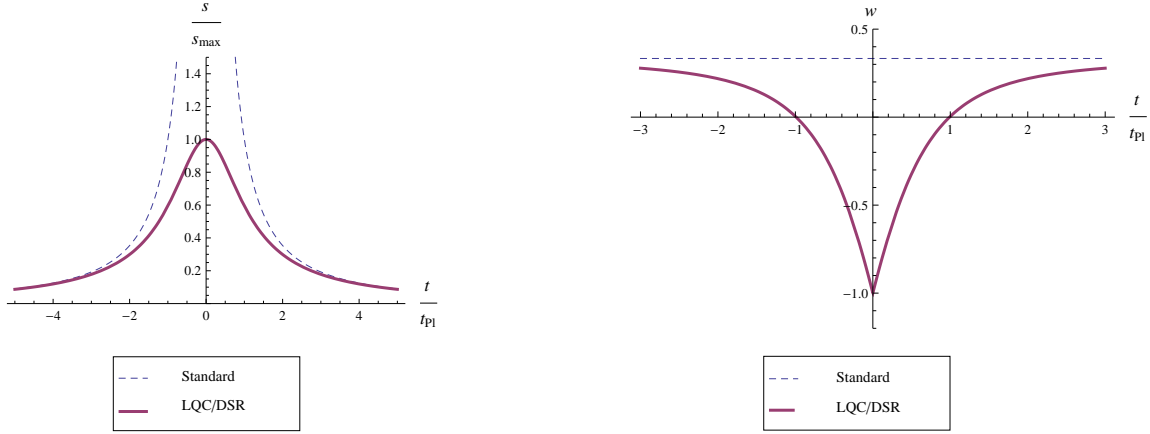 s
s_max
1.4
1.2
1.0
0.8
0.6
0.4
0.2
−4 −2 0 2 4
t
t_Pl
Standard
LQC/DSR
w
0.5
−3 −2 −1 1 2 3
t
t_Pl
−0.5
−1.0
Standard
LQC/DSR